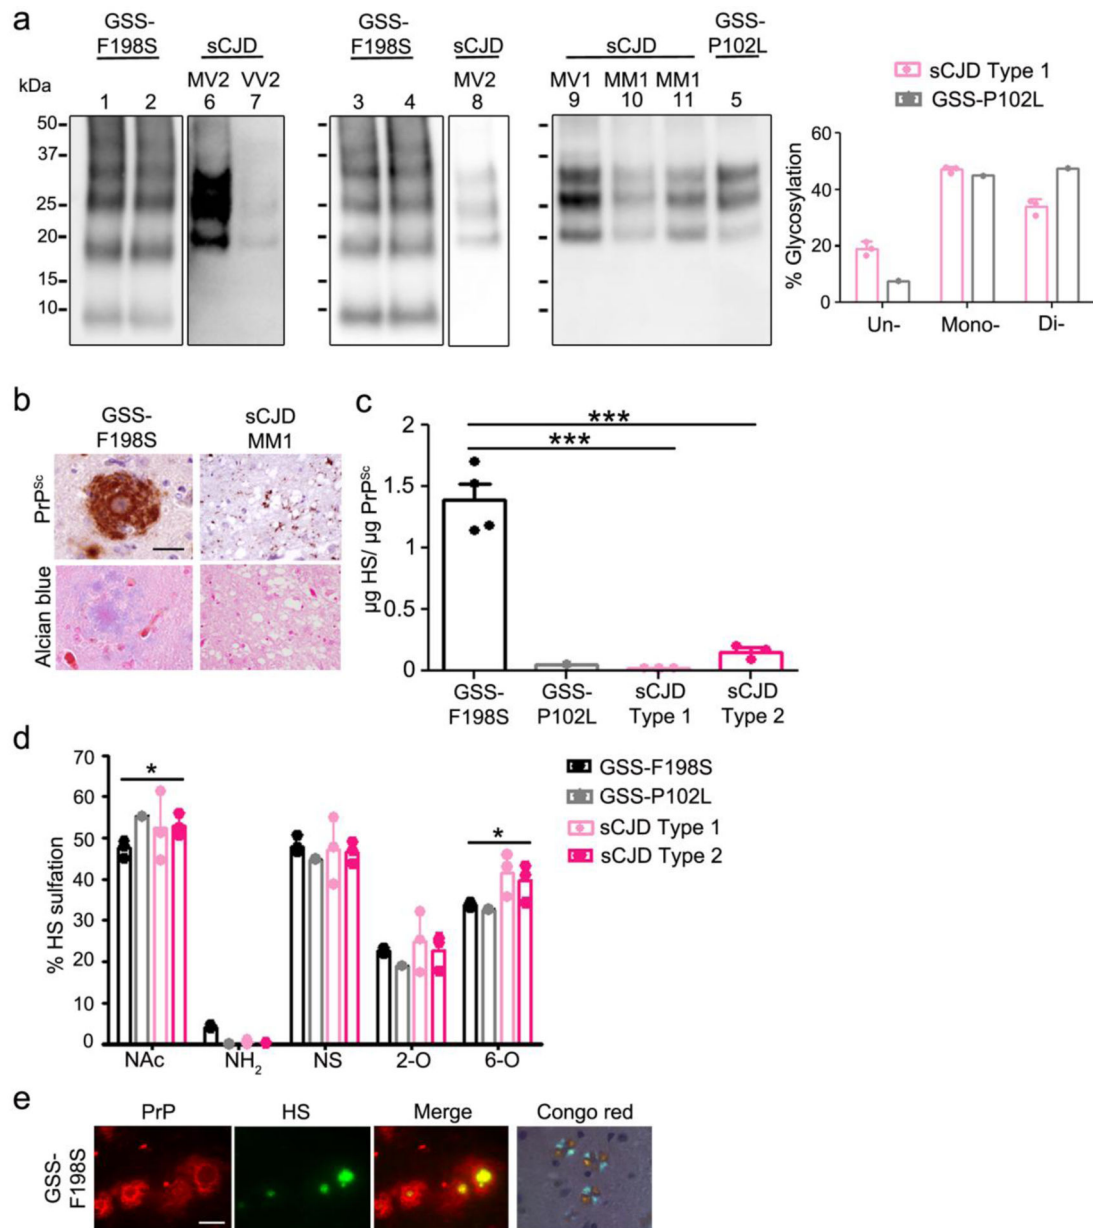 a
GSS-
F198S
sCJD
MV2 VV2
kDa
1 2 6 7
50
37
25
20
15
10
GSS-
F198S
sCJD
MV2
3 4 8
sCJD
GSS-
P102L
MV1 MM1 MM1
9 10 11 5
sCJD Type 1
GSS-P102L
% Glycosylation
60
40
20
0
Un- Mono- Di-
b
GSS-
F198S
sCJD
MM1
PrPSc
Alcian blue
c
µg HS/ µg PrPSc
2
1.5
1
0.5
0
***
***
GSS-
F198S
GSS-
P102L
sCJD
Type 1
sCJD
Type 2
d
% HS sulfation
70
60
50
40
30
20
10
0
*
*
NAc NH2 NS 2-O 6-O
GSS-F198S
GSS-P102L
sCJD Type 1
sCJD Type 2
e
PrP HS Merge Congo red
GSS-
F198S